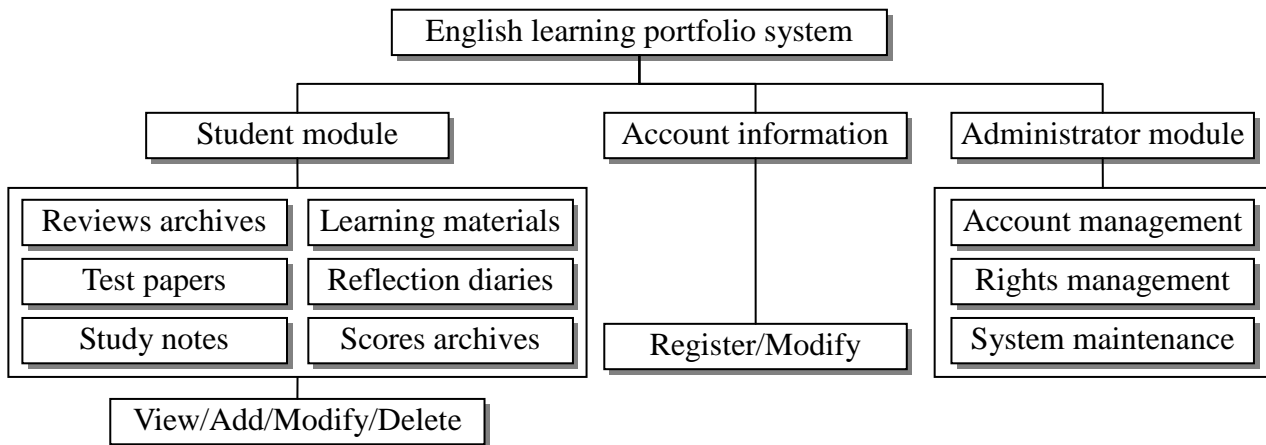 English learning portfolio system
Student module
Account information
Administrator module
Reviews archives
Learning materials
Test papers
Reflection diaries
Study notes
Scores archives
View/Add/Modify/Delete
Register/Modify
Account management
Rights management
System maintenance